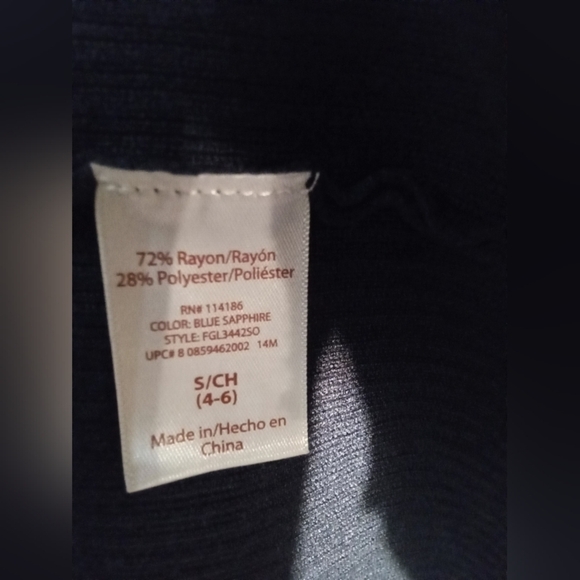 72% Rayon/Rayón
28% Polyester/Poliéster
RN# 114186
COLOR: BLUE SAPPHIRE
STYLE: FGL3442SO
UPC# 8 0859462002 14M
S/CH
(4-6)
Made in/Hecho en
China